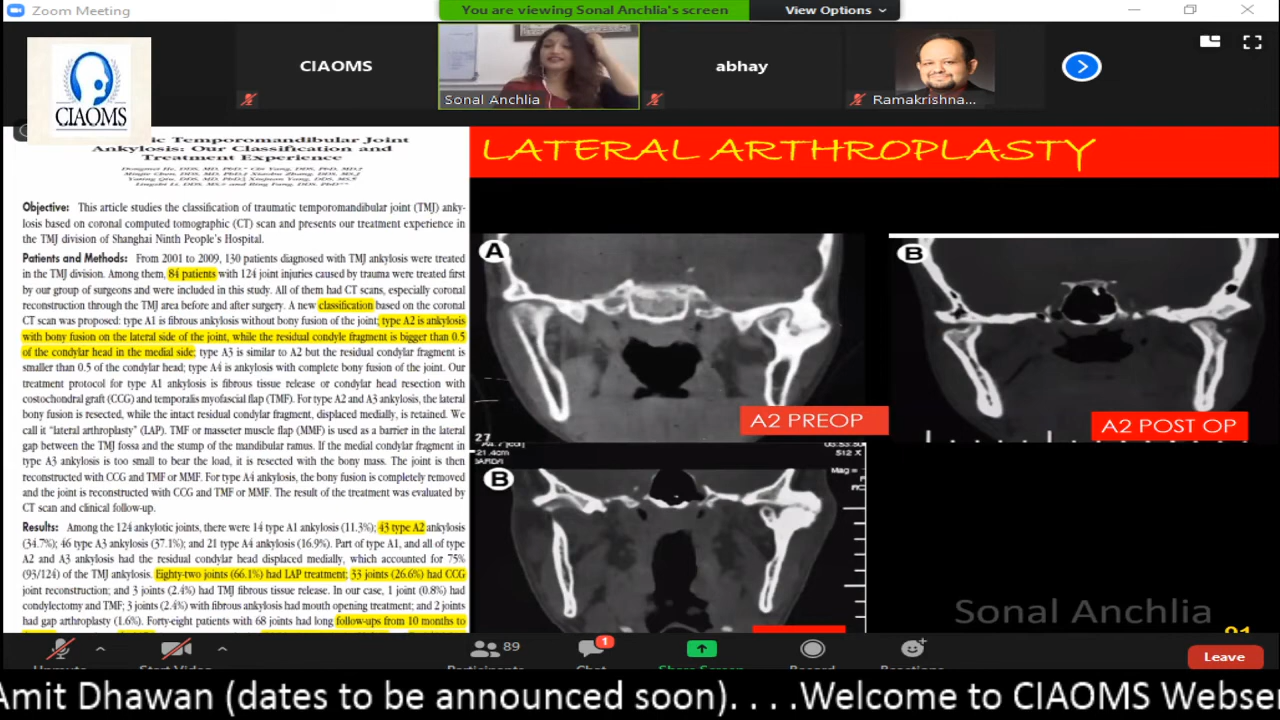 Zoom Meeting
You are viewing Sonal Anchlia's screen
View Options
CIAOMS
CIAOMS
Sonal Anchlia
abhay
Ramakrishna...
ic Temporomandibular Joint
Ankylosis: Our Classification and
Treatment Experience
LATERAL ARTHROPLASTY
Objective: This article studies the classification of traumatic temporomandibular joint (TMJ) anky-
losis based on coronal computed tomographic (CT) scan and presents our treatment experience in
the TMJ division of Shanghai Ninth People's Hospital.
Patients and Methods: From 2001 to 2009, 130 patients diagnosed with TMJ ankylosis were treated
in the TMJ division. Among them, 84 patients with 124 joint injuries caused by trauma were treated first
by our group of surgeons and were included in this study. All of them had CT scans, especially coronal
reconstruction through the TMJ area before and after surgery. A new classification based on the coronal
CT scan was proposed: type A1 is fibrous ankylosis without bony fusion of the joint; type A2 is ankylosis
with bony fusion on the lateral side of the joint, while the residual condyle fragment is bigger than 0.5
of the condylar head in the medial side; type A3 is similar to A2 but the residual condylar fragment is
smaller than 0.5 of the condylar head; type A4 is ankylosis with complete bony fusion of the joint. Our
treatment protocol for type A1 ankylosis is fibrous tissue release or condylar head resection with
costochondral graft (CCG) and temporalis myofascial flap (TMF). For type A2 and A3 ankylosis, the lateral
bony fusion is resected, while the intact residual condylar fragment, displaced medially, is retained. We
call it "lateral arthroplasty" (LAP). TMF or masseter muscle flap (MMF) is used as a barrier in the lateral
gap between the TMJ fossa and the stump of the mandibular ramus. If the medial condylar fragment in
type A3 ankylosis is too small to bear the load, it is resected with the bony mass. The joint is then
reconstructed with CCG and TMF or MMF. For type A4 ankylosis, the bony fusion is completely removed
and the joint is reconstructed with CCG and TMF or MMF. The result of the treatment was evaluated by
CT scan and clinical follow-up.
Results: Among the 124 ankylotic joints, there were 14 type A1 ankylosis (11.3%); 43 type A2 ankylosis
(34.7%); 46 type A3 ankylosis (37.1%); and 21 type A4 ankylosis (16.9%). Part of type A1, and all of type
A2 and A3 ankylosis had the residual condylar head displaced medially, which accounted for 75%
(93/124) of the TMJ ankylosis. Eighty-two joints (66.1%) had LAP treatment; 33 joints (26.6%) had CCG
joint reconstruction; and 3 joints (2.4%) had TMJ fibrous tissue release. In our case, 1 joint (0.8%) had
condylectomy and TMF; 3 joints (2.4%) with fibrous ankylosis had mouth opening treatment; and 2 joints
had gap arthroplasty (1.6%). Forty-eight patients with 68 joints had long follow-ups from 10 months to
A
A2 PREOP
27
B
A2 POST OP
21.4cm
512 X
Mag =
B
Sonal Anchlia
Unmute
Start Video
89
Participants
1
Chat
Share Screen
Record
Reactions
Leave
Amit Dhawan (dates to be announced soon). . . .Welcome to CIAOMS Webse